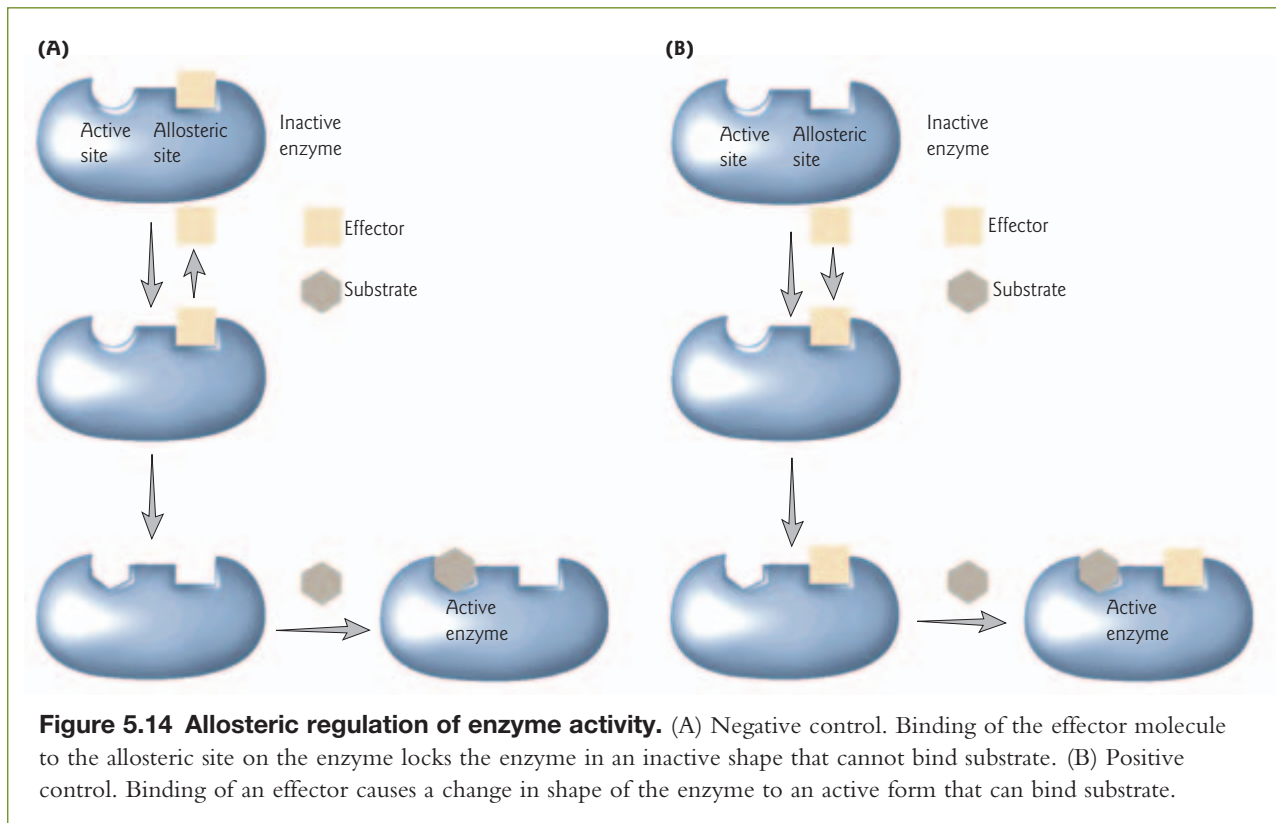 (A)
Active
site
Allosteric
site
Inactive
enzyme
Effector
Substrate
Active
enzyme
(B)
Active
site
Allosteric
site
Inactive
enzyme
Effector
Substrate
Active
enzyme
Figure 5.14 Allosteric regulation of enzyme activity. (A) Negative control. Binding of the effector molecule
to the allosteric site on the enzyme locks the enzyme in an inactive shape that cannot bind substrate. (B) Positive
control. Binding of an effector causes a change in shape of the enzyme to an active form that can bind substrate.